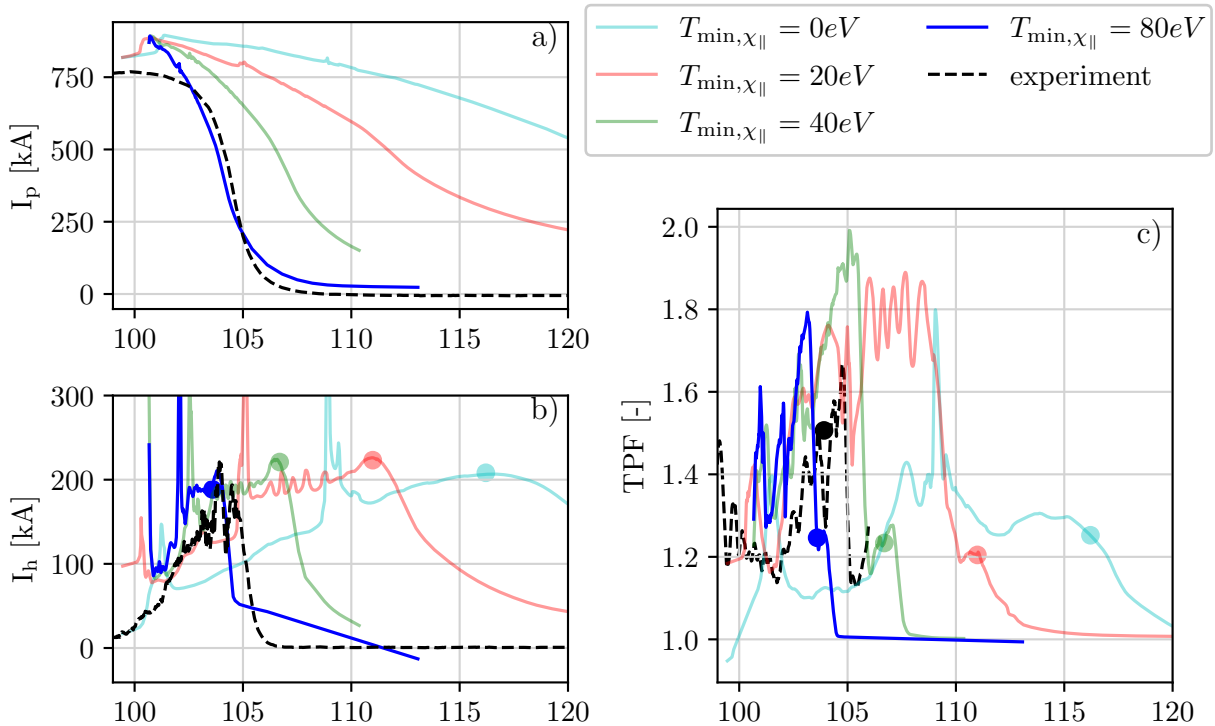 a)
I_p [kA]
750
500
250
0
100 105 110 115 120
T_min,χ∥ = 0eV
T_min,χ∥ = 20eV
T_min,χ∥ = 40eV
T_min,χ∥ = 80eV
experiment
b)
I_h [kA]
300
200
100
0
100 105 110 115 120
c)
TPF [-]
2.0
1.8
1.6
1.4
1.2
1.0
100 105 110 115 120